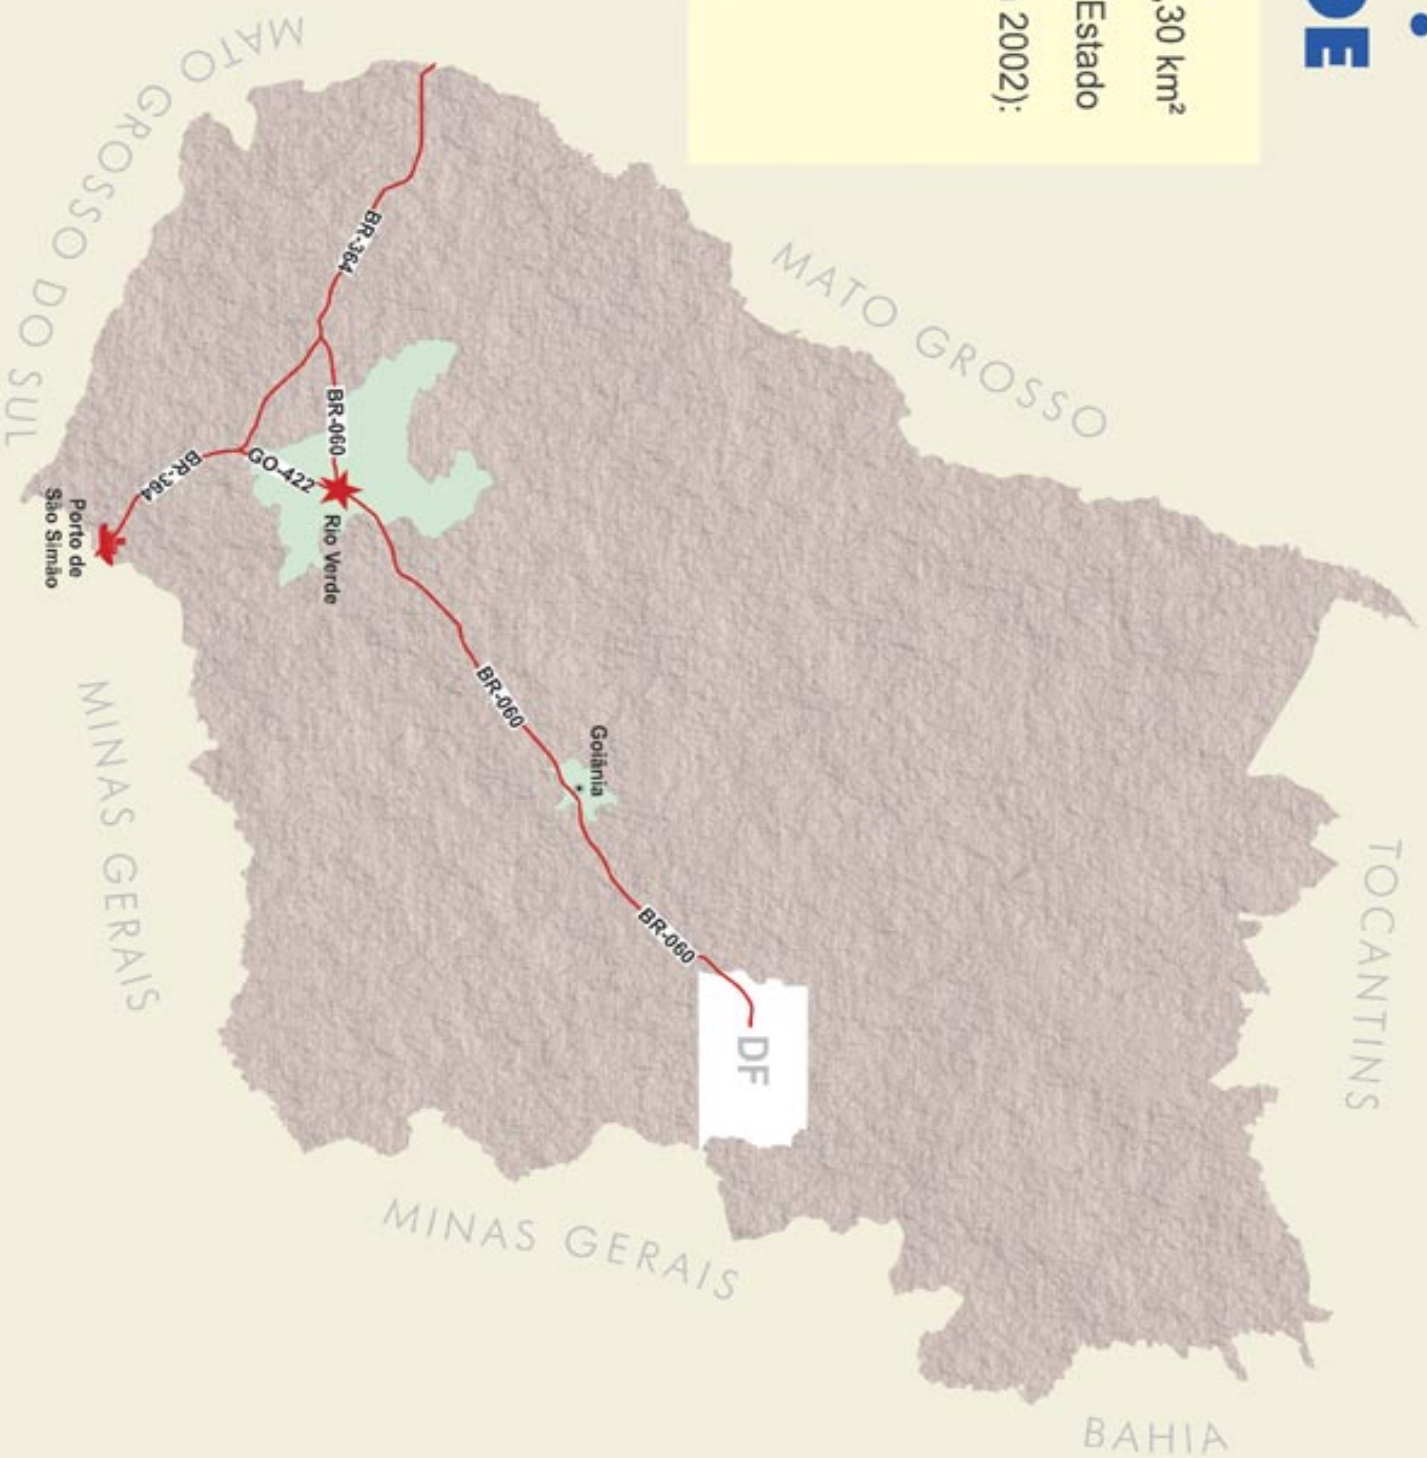 DE
,30 km²
Estado
2002):
MATO GROSSO
TOCANTINS
BAHIA
MATO GROSSO DO SUL
MINAS GERAIS
MINAS GERAIS
DF
Goiânia
Rio Verde
Porto de
São Simão
BR-364
BR-060
GO-422
BR-364
BR-060
BR-060